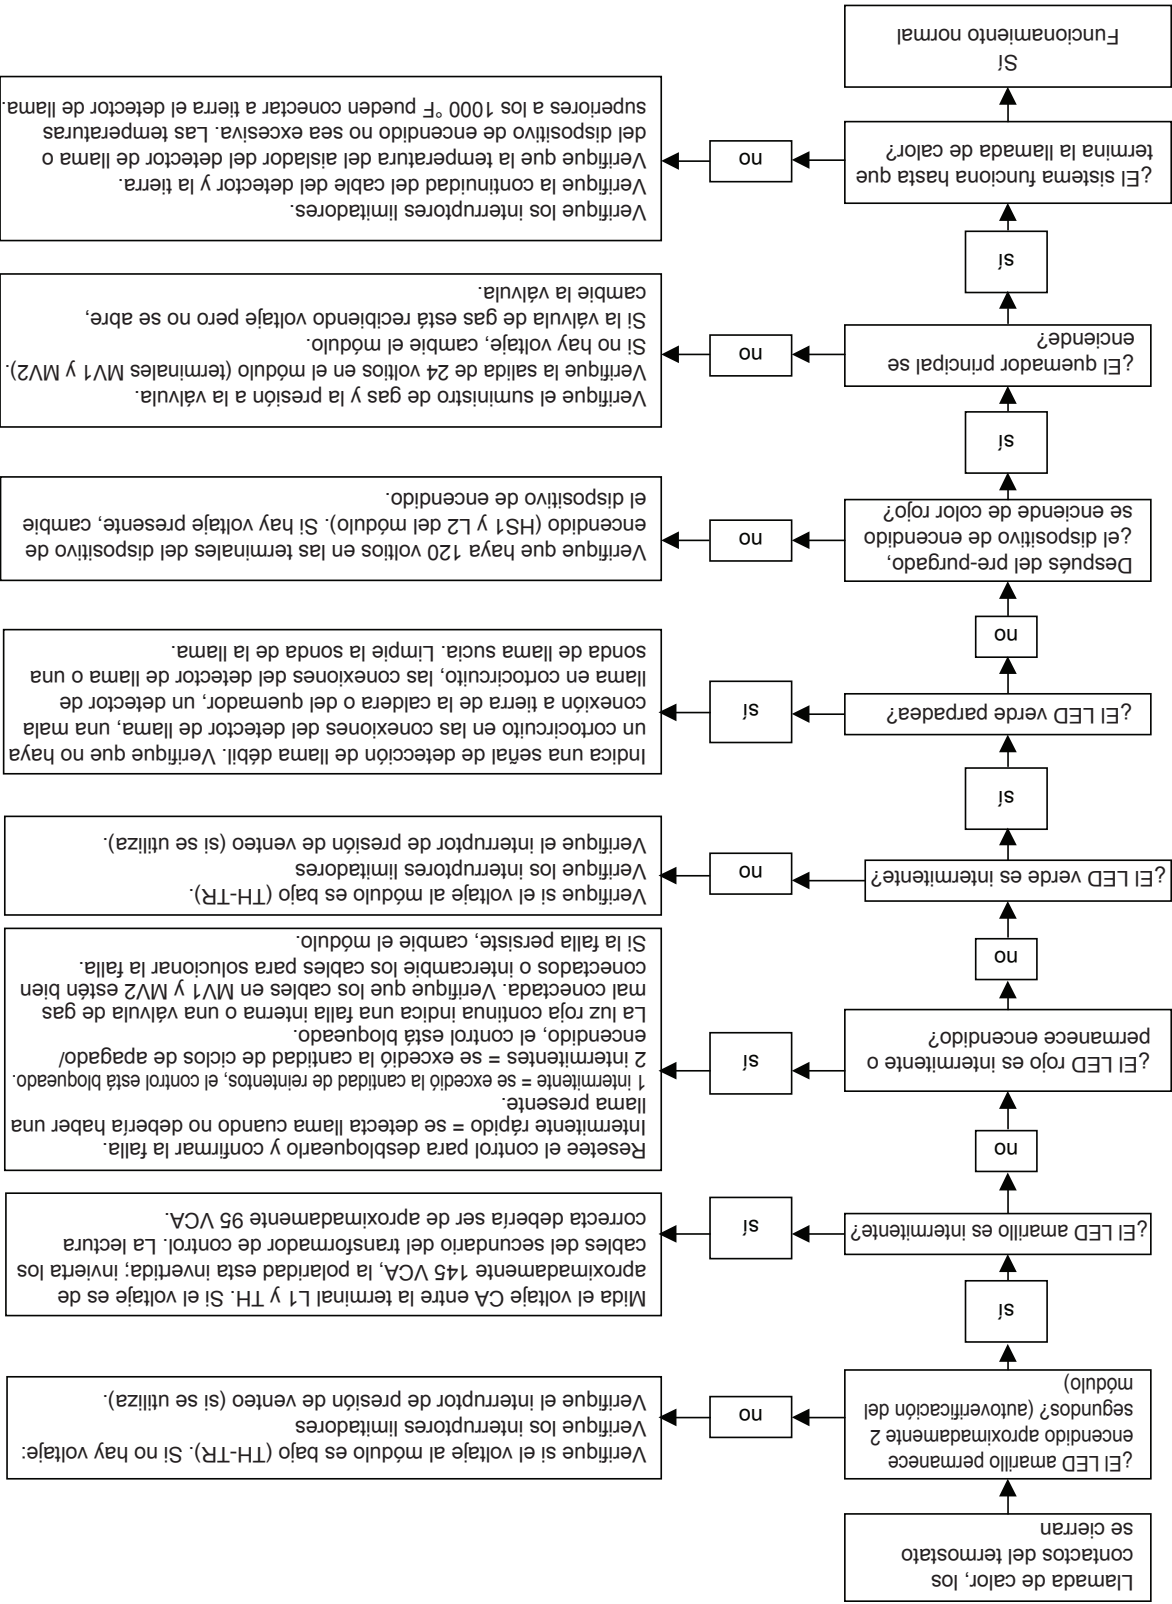 Llamada de calor, los
contactos del termostato
se cierran
¿El LED amarillo permanece
encendido aproximadamente 2
segundos? (autoverificación del
módulo)
no
Verifique si el voltaje al módulo es bajo (TH-TR). Si no hay voltaje:
Verifique los interruptores limitadores
Verifique el interruptor de presión de venteo (si se utiliza).
sí
¿El LED amarillo es intermitente?
sí
Mida el voltaje CA entre la terminal L1 y TH. Si el voltaje es de
aproximadamente 145 VCA, la polaridad esta invertida; invierta los
cables del secundario del transformador de control. La lectura
correcta debería ser de aproximadamente 95 VCA.
no
¿El LED rojo es intermitente o
permanece encendido?
sí
Resetee el control para desbloquearlo y confirmar la falla.
Intermitente rápido = se detecta llama cuando no debería haber una
llama presente.
1 intermitente = se excedió la cantidad de reintentos, el control está bloqueado.
2 intermitentes = se excedió la cantidad de ciclos de apagado/
encendido, el control está bloqueado.
La luz roja continua indica una falla interna o una válvula de gas
mal conectada. Verifique que los cables en MV1 y MV2 estén bien
conectados o intercambie los cables para solucionar la falla.
Si la falla persiste, cambie el módulo.
no
¿El LED verde es intermitente?
no
Verifique si el voltaje al módulo es bajo (TH-TR).
Verifique los interruptores limitadores
Verifique el interruptor de presión de venteo (si se utiliza).
sí
¿El LED verde parpadea?
sí
Indica una señal de detección de llama débil. Verifique que no haya
un cortocircuito en las conexiones del detector de llama, una mala
conexión a tierra de la caldera o del quemador, un detector de
llama en cortocircuito, las conexiones del detector de llama o una
sonda de llama sucia. Limpie la sonda de la llama.
no
Después del pre-purgado,
¿el dispositivo de encendido
se enciende de color rojo?
no
Verifique que haya 120 voltios en las terminales del dispositivo de
encendido (HS1 y L2 del módulo). Si hay voltaje presente, cambie
el dispositivo de encendido.
sí
¿El quemador principal se
enciende?
no
Verifique el suministro de gas y la presión a la válvula.
Verifique la salida de 24 voltios en el módulo (terminales MV1 y MV2).
Si no hay voltaje, cambie el módulo.
Si la válvula de gas está recibiendo voltaje pero no se abre,
cambie la válvula.
sí
¿El sistema funciona hasta que
termina la llamada de calor?
no
Verifique los interruptores limitadores.
Verifique la continuidad del cable del detector y la tierra.
Verifique que la temperatura del aislador del detector de llama o
del dispositivo de encendido no sea excesiva. Las temperaturas
superiores a los 1000 °F pueden conectar a tierra el detector de llama.
Sí
Funcionamiento normal